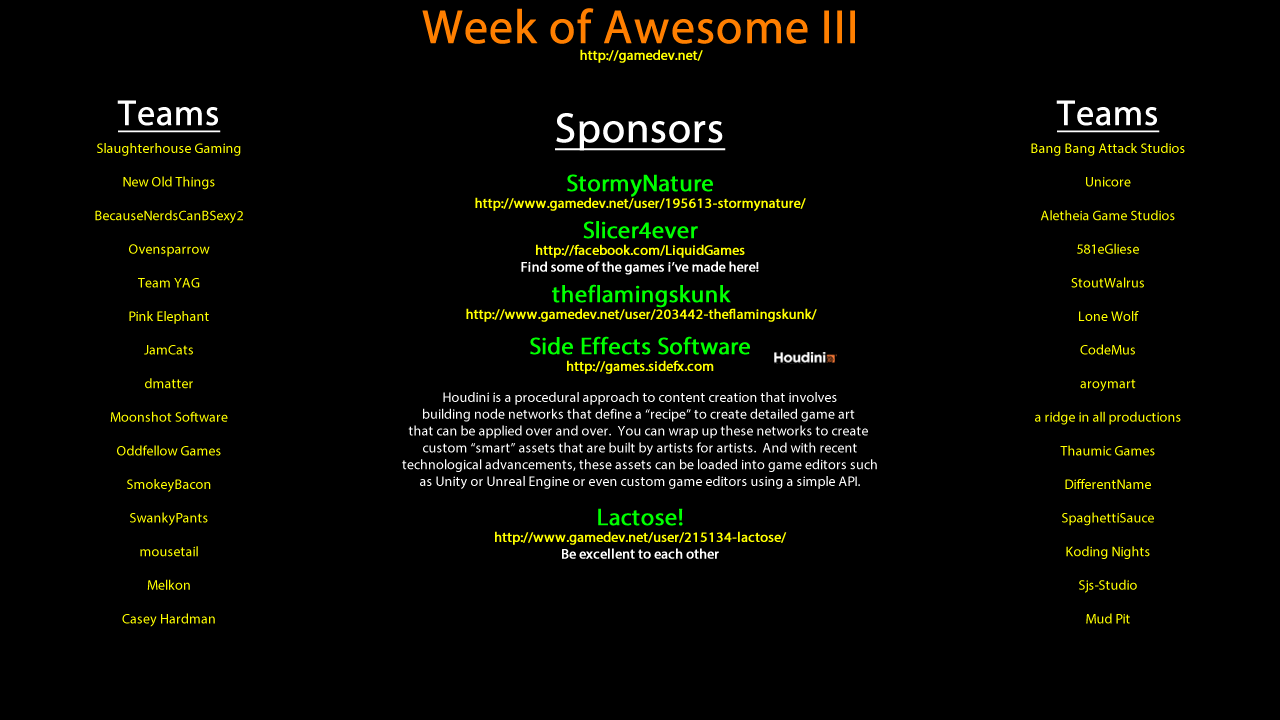 Week of Awesome III
http://gamedev.net/
Teams
Slaughterhouse Gaming
New Old Things
BecauseNerdsCanBSexy2
Ovensparrow
Team YAG
Pink Elephant
JamCats
dmatter
Moonshot Software
Oddfellow Games
SmokeyBacon
SwankyPants
mousetail
Melkon
Casey Hardman
Sponsors
StormyNature
http://www.gamedev.net/user/195613-stormynature/
Slicer4ever
http://facebook.com/LiquidGames
Find some of the games i’ve made here!
theflamingskunk
http://www.gamedev.net/user/203442-theflamingskunk/
Side Effects Software
Houdini
http://games.sidefx.com
Houdini is a procedural approach to content creation that involves
building node networks that define a “recipe” to create detailed game art
that can be applied over and over.  You can wrap up these networks to create
custom “smart” assets that are built by artists for artists.  And with recent
technological advancements, these assets can be loaded into game editors such
as Unity or Unreal Engine or even custom game editors using a simple API.
Lactose!
http://www.gamedev.net/user/215134-lactose/
Be excellent to each other
Teams
Bang Bang Attack Studios
Unicore
Aletheia Game Studios
581eGliese
StoutWalrus
Lone Wolf
CodeMus
aroymart
a ridge in all productions
Thaumic Games
DifferentName
SpaghettiSauce
Koding Nights
Sjs-Studio
Mud Pit